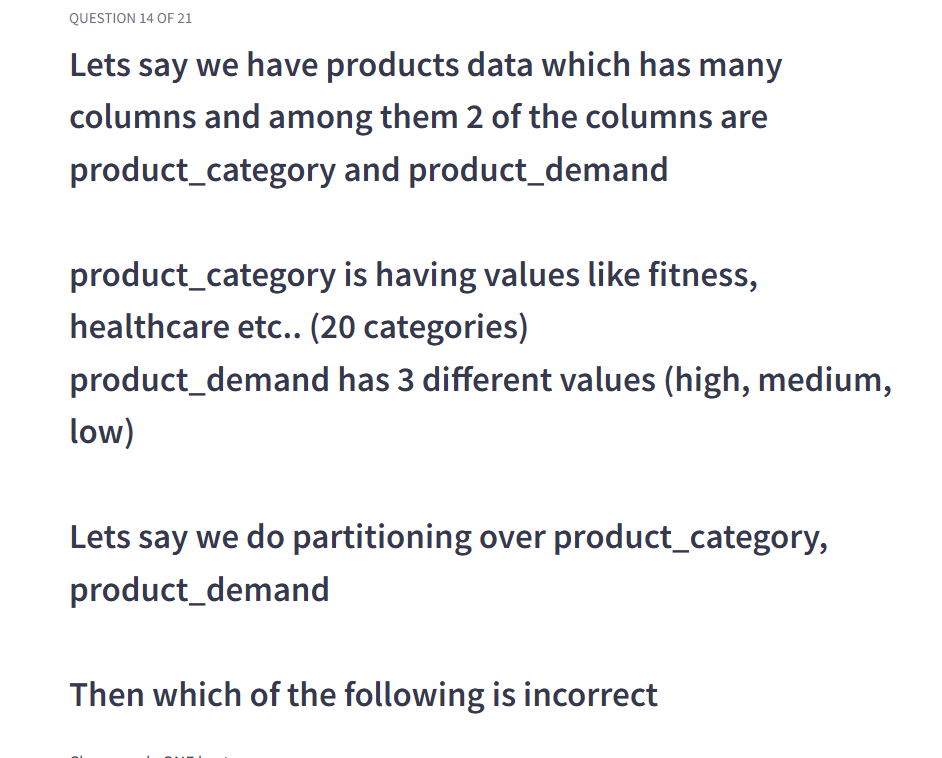 QUESTION 14 OF 21
Lets say we have products data which has many
columns and among them 2 of the columns are
product_category and product_demand
product_category is having values like fitness,
healthcare etc.. (20 categories)
product_demand has 3 different values (high, medium,
low)
Lets say we do partitioning over product_category,
product_demand
Then which of the following is incorrect